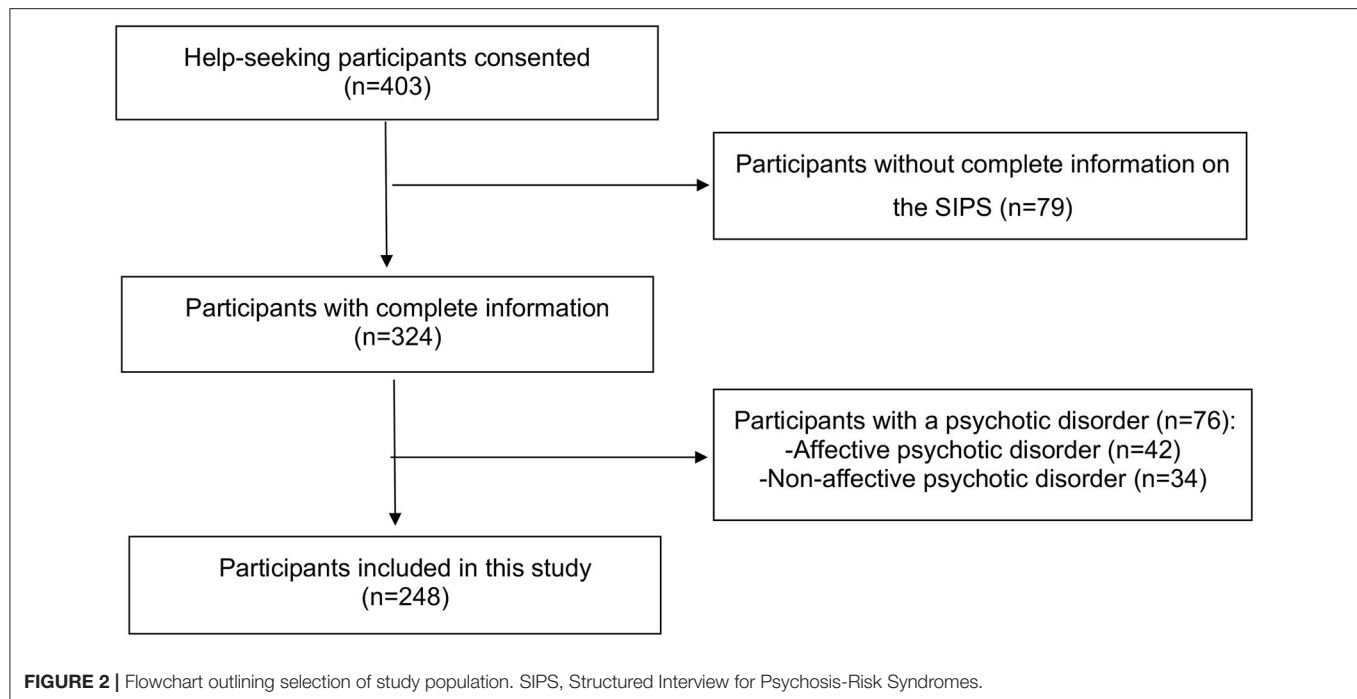 Help-seeking participants consented
(n=403)
Participants without complete information on
the SIPS (n=79)
Participants with complete information
(n=324)
Participants with a psychotic disorder (n=76):
-Affective psychotic disorder (n=42)
-Non-affective psychotic disorder (n=34)
Participants included in this study
(n=248)
FIGURE 2 | Flowchart outlining selection of study population. SIPS, Structured Interview for Psychosis-Risk Syndromes.